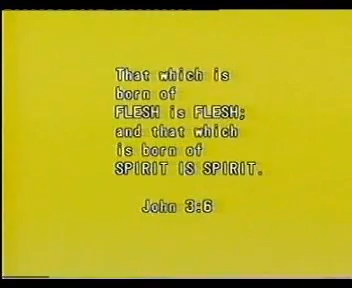 That which is
born of
FLESH is FLESH;
and that which
is born of
SPIRIT IS SPIRIT.
John 3:6